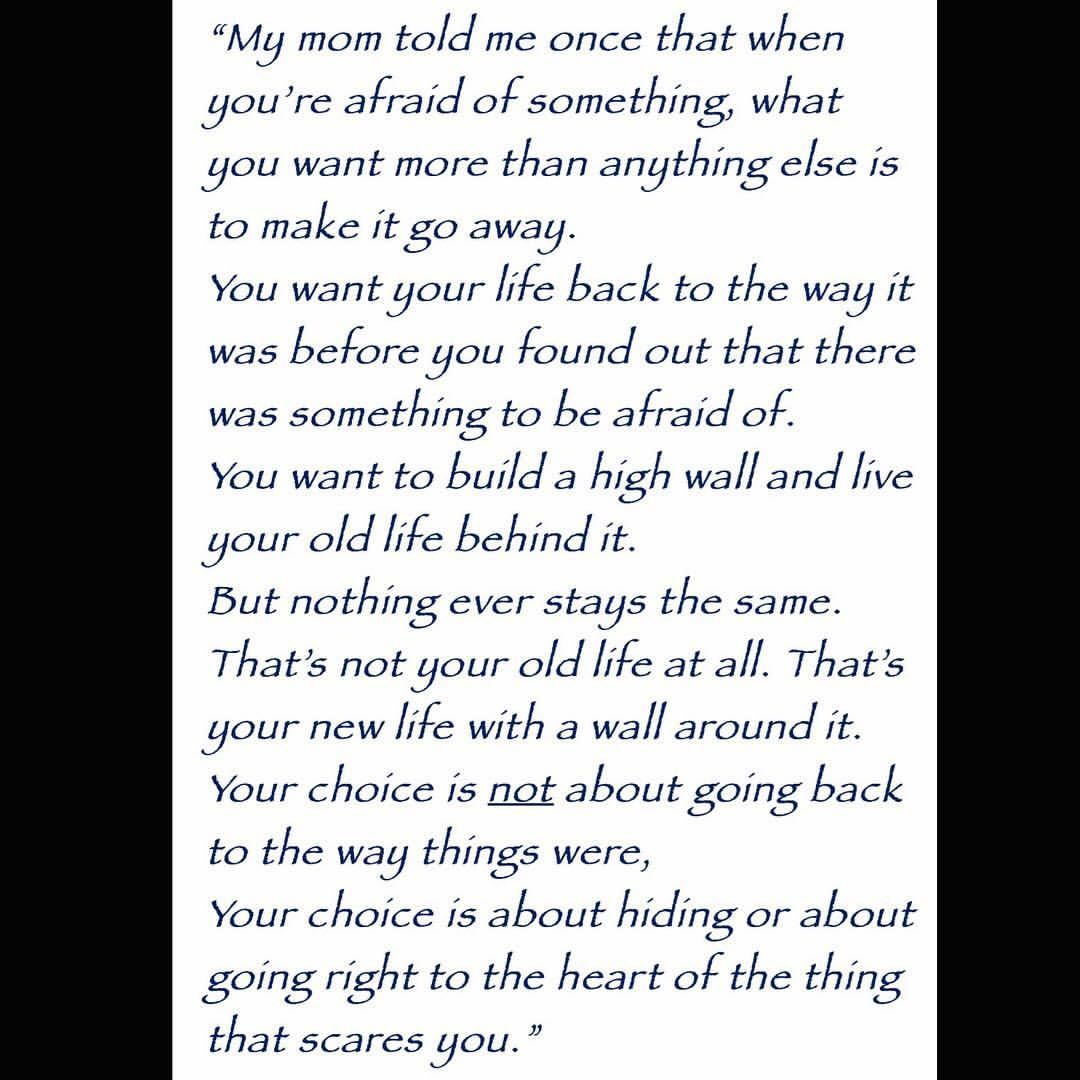 “My mom told me once that when
you’re afraid of something, what
you want more than anything else is
to make it go away.
You want your life back to the way it
was before you found out that there
was something to be afraid of.
You want to build a high wall and live
your old life behind it.
But nothing ever stays the same.
That’s not your old life at all. That’s
your new life with a wall around it.
Your choice is not about going back
to the way things were,
Your choice is about hiding or about
going right to the heart of the thing
that scares you.”